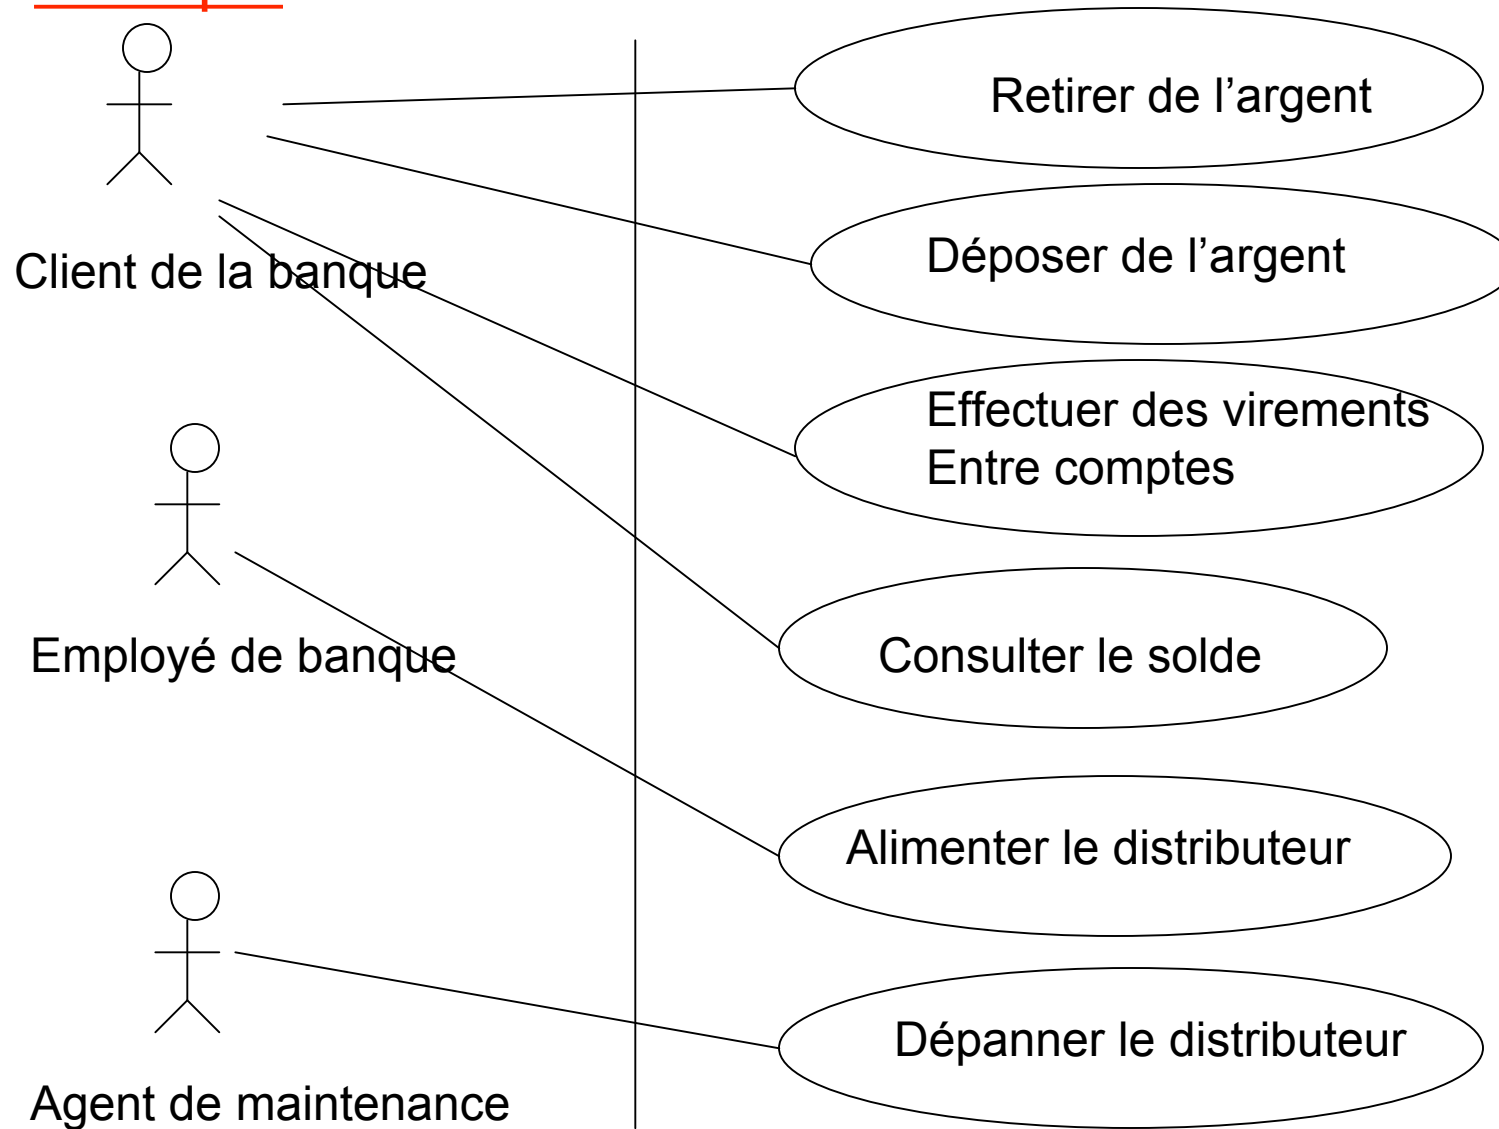 Retirer de l’argent
Déposer de l’argent
Client de la banque
Effectuer des virements
Entre comptes
Employé de banque
Consulter le solde
Alimenter le distributeur
Dépanner le distributeur
Agent de maintenance